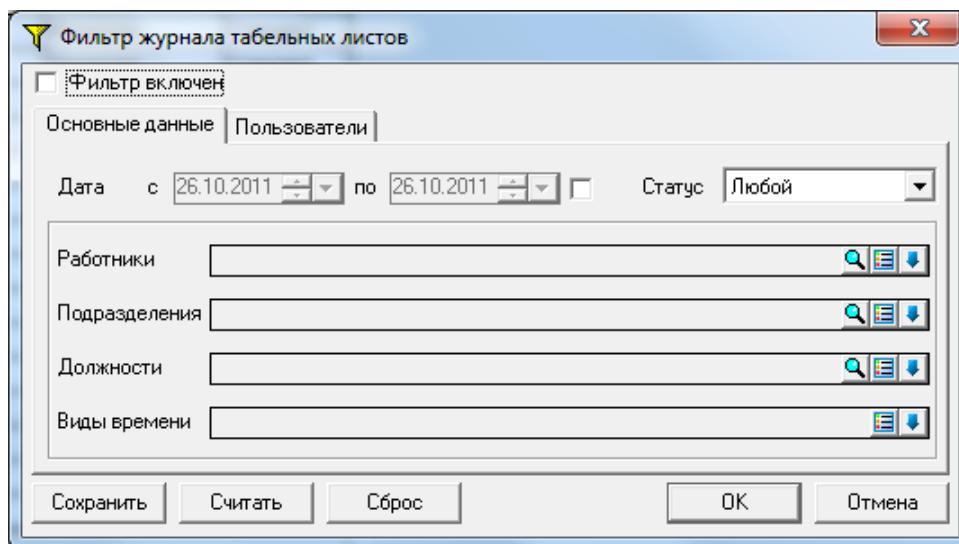 Фильтр журнала табельных листов
Фильтр включен
Основные данные Пользователи
Дата с 26.10.2011 по 26.10.2011 Статус Любой
Работники
Подразделения
Должности
Виды времени
Сохранить Считать Сброс OK Отмена